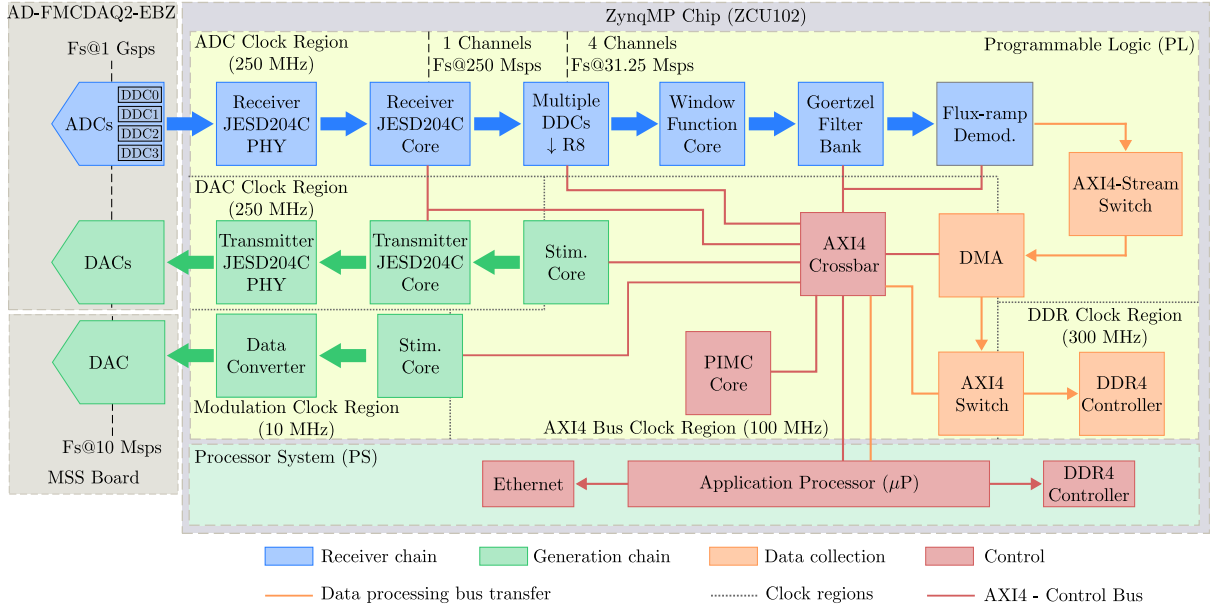 AD-FMCDAQ2-EBZ
ZynqMP Chip (ZCU102)
Fs@1 Gsps
ADC Clock Region
(250 MHz)
1 Channels
Fs@250 Msps
4 Channels
Fs@31.25 Msps
Programmable Logic (PL)
ADCs
DDC0
DDC1
DDC2
DDC3
Receiver
JESD204C
PHY
Receiver
JESD204C
Core
Multiple
DDCs
↓ R8
Window
Function
Core
Goertzel
Filter
Bank
Flux-ramp
Demod.
AXI4-Stream
Switch
DAC Clock Region
(250 MHz)
DACs
Transmitter
JESD204C
PHY
Transmitter
JESD204C
Core
Stim.
Core
AXI4
Crossbar
DMA
DDR Clock Region
(300 MHz)
DAC
Data
Converter
Stim.
Core
PIMC
Core
AXI4
Switch
DDR4
Controller
Modulation Clock Region
(10 MHz)
AXI4 Bus Clock Region (100 MHz)
Fs@10 Msps
MSS Board
Processor System (PS)
Ethernet
Application Processor (μP)
DDR4
Controller
Receiver chain
Generation chain
Data collection
Control
Data processing bus transfer
Clock regions
AXI4 - Control Bus